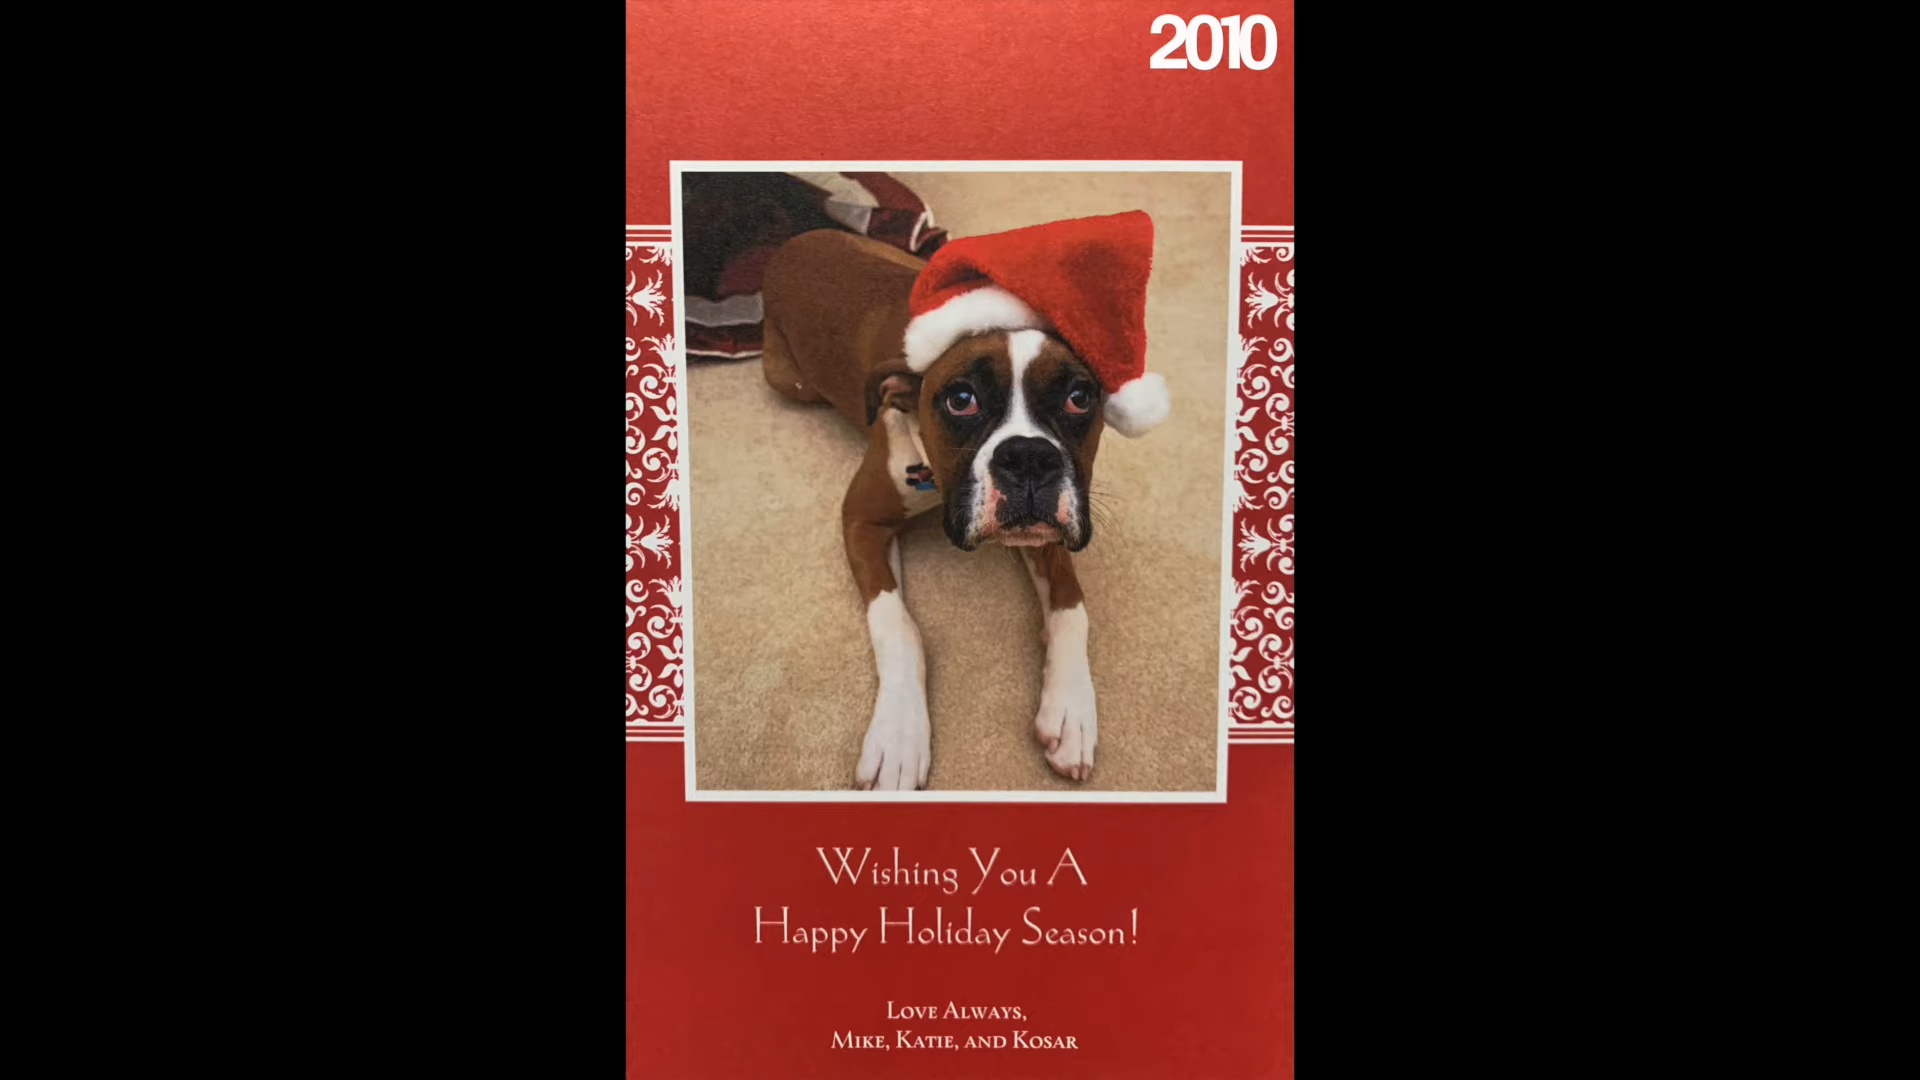 2010
Wishing You A
Happy Holiday Season!
Love Always,
Mike, Katie, and Kosar